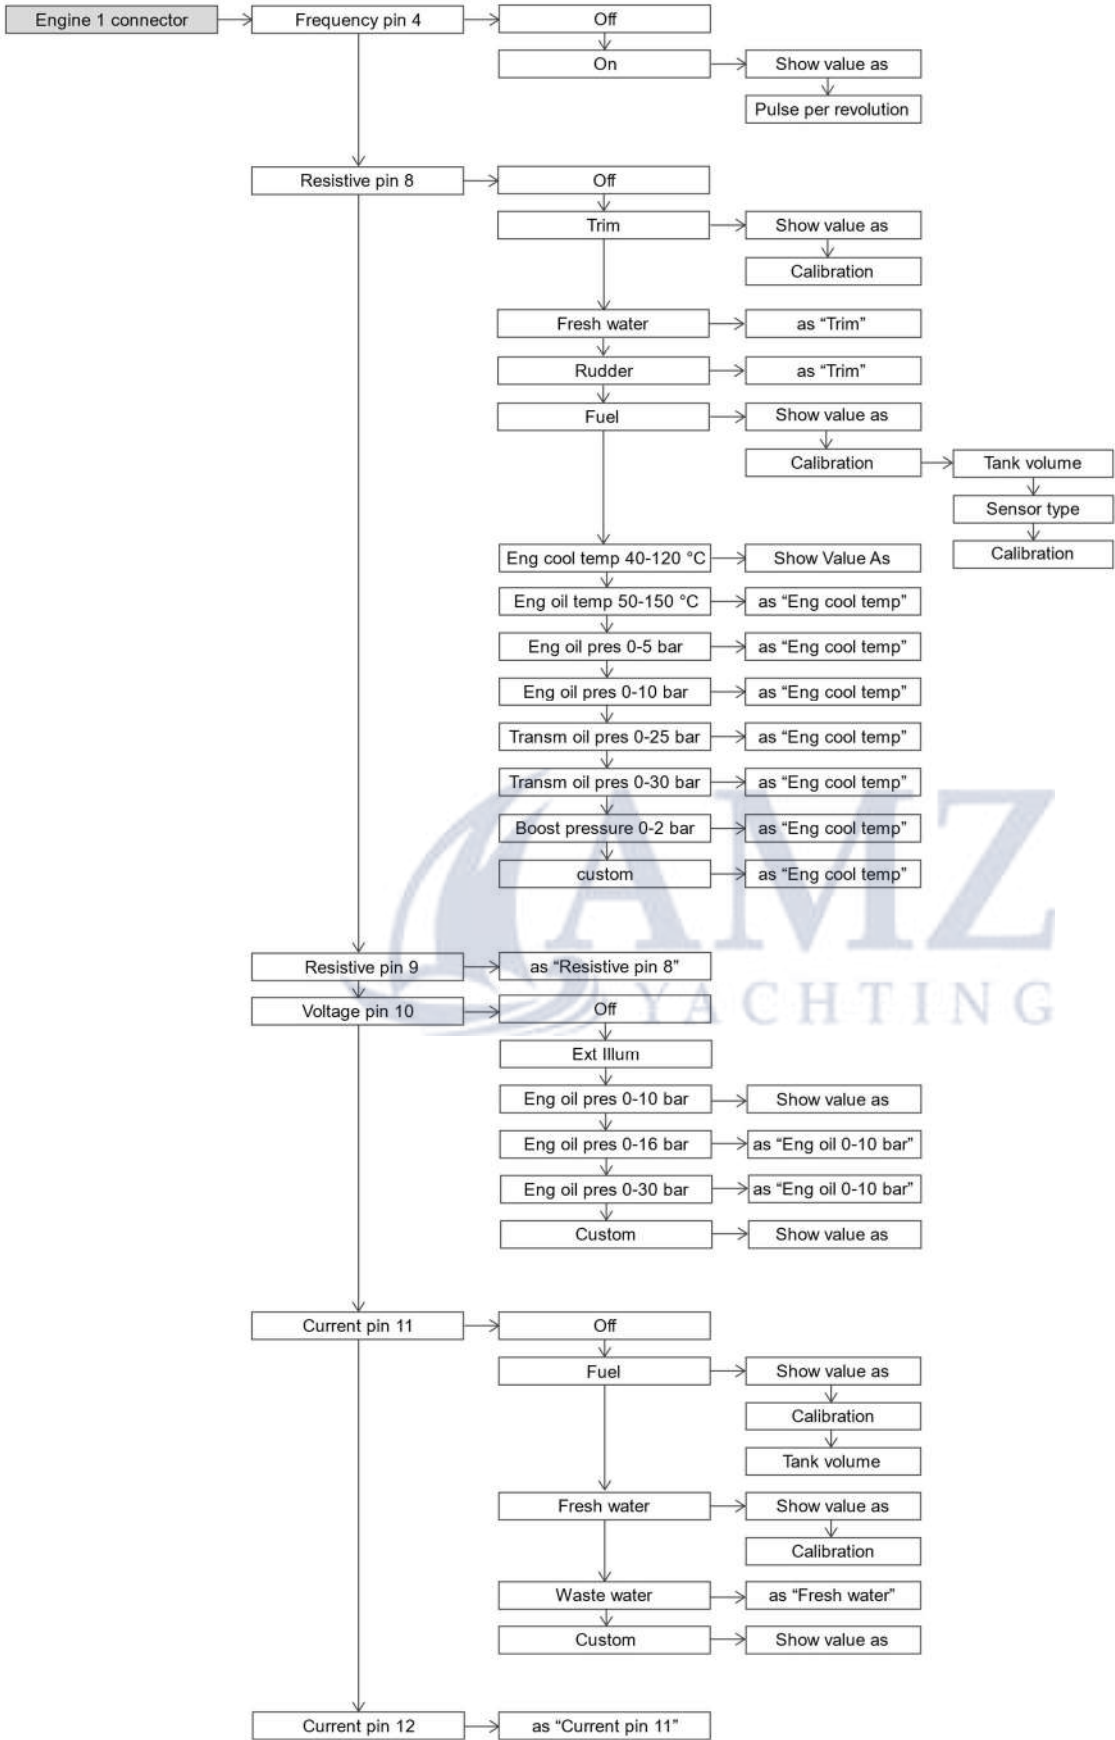 Engine 1 connector
Frequency pin 4
Off
On
Show value as
Pulse per revolution
Resistive pin 8
Off
Trim
Show value as
Calibration
Fresh water
as “Trim”
Rudder
as “Trim”
Fuel
Show value as
Calibration
Tank volume
Sensor type
Calibration
Eng cool temp 40-120 °C
Show Value As
Eng oil temp 50-150 °C
as “Eng cool temp”
Eng oil pres 0-5 bar
as “Eng cool temp”
Eng oil pres 0-10 bar
as “Eng cool temp”
Transm oil pres 0-25 bar
as “Eng cool temp”
Transm oil pres 0-30 bar
as “Eng cool temp”
Boost pressure 0-2 bar
as “Eng cool temp”
custom
as “Eng cool temp”
AMZ
YACHTING
Resistive pin 9
as “Resistive pin 8”
Voltage pin 10
Off
Ext Illum
Eng oil pres 0-10 bar
Show value as
Eng oil pres 0-16 bar
as “Eng oil 0-10 bar”
Eng oil pres 0-30 bar
as “Eng oil 0-10 bar”
Custom
Show value as
Current pin 11
Off
Fuel
Show value as
Calibration
Tank volume
Fresh water
Show value as
Calibration
Waste water
as “Fresh water”
Custom
Show value as
Current pin 12
as “Current pin 11”